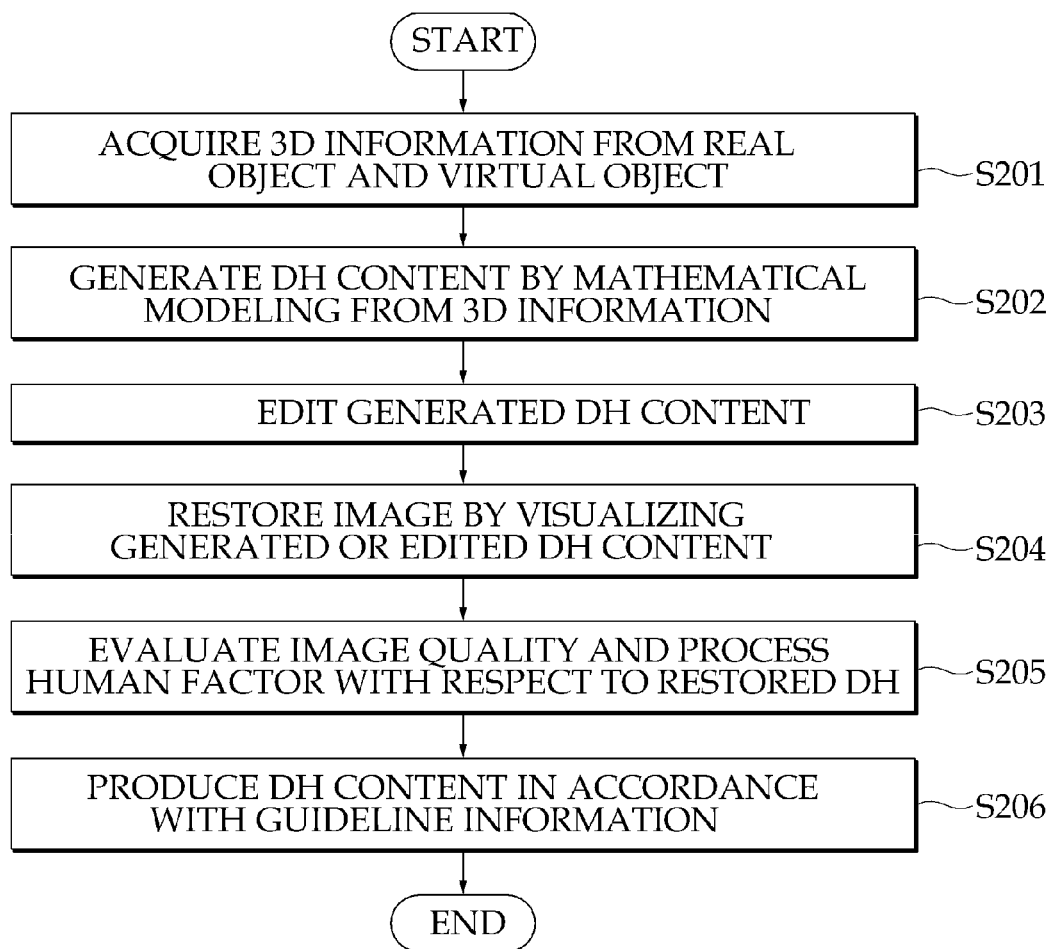 START
ACQUIRE 3D INFORMATION FROM REAL
OBJECT AND VIRTUAL OBJECT
S201
GENERATE DH CONTENT BY MATHEMATICAL
MODELING FROM 3D INFORMATION
S202
EDIT GENERATED DH CONTENT
S203
RESTORE IMAGE BY VISUALIZING
GENERATED OR EDITED DH CONTENT
S204
EVALUATE IMAGE QUALITY AND PROCESS
HUMAN FACTOR WITH RESPECT TO RESTORED DH
S205
PRODUCE DH CONTENT IN ACCORDANCE
WITH GUIDELINE INFORMATION
S206
END